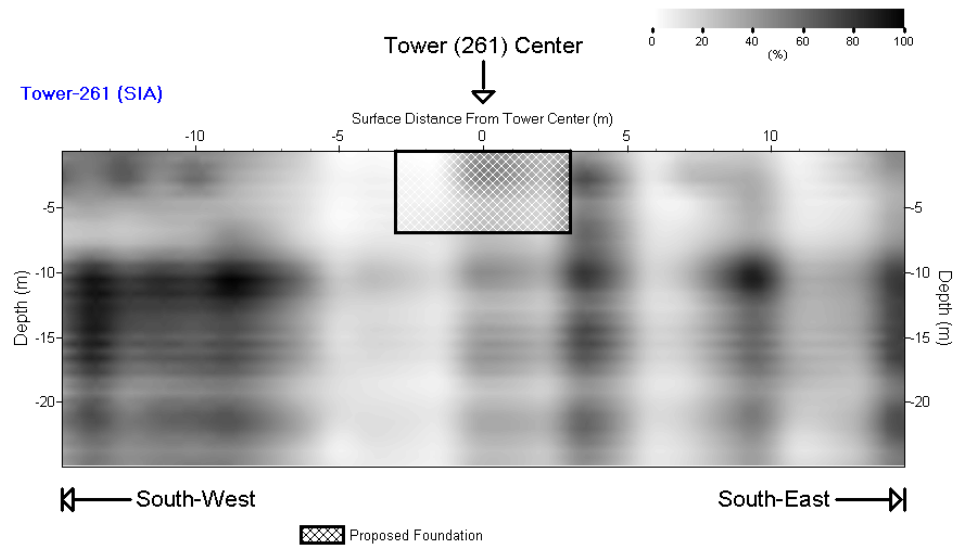 0 20 40 60 80 100
(%)
Tower (261) Center
Tower-261 (SIA)
Surface Distance From Tower Center (m)
-10 -5 0 5 10
-5 -5
-10 -10
Depth (m) Depth (m)
-15 -15
-20 -20
South-West South-East
Proposed Foundation